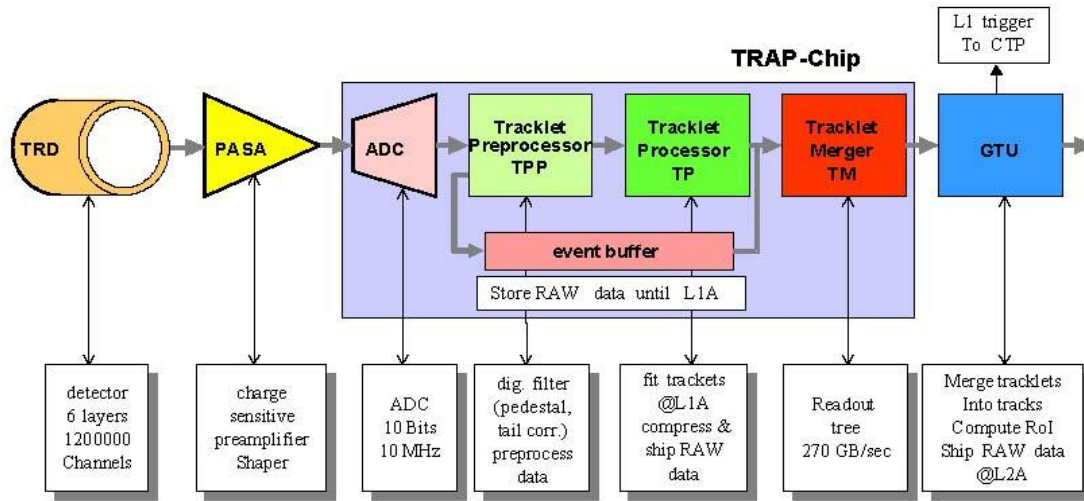 L1 trigger
To CTP
TRAP-Chip
TRD
PASA
ADC
Tracklet
Preprocessor
TPP
Tracklet
Processor
TP
Tracklet
Merger
TM
GTU
event buffer
Store RAW data until L1A
detector
6 layers
1200000
Channels
charge
sensitive
preamplifier
Shaper
ADC
10 Bits
10 MHz
dig. filter
(pedestal,
tail corr.)
preprocess
data
fit trackets
@L1A
compress &
ship RAW
data
Readout
tree
270 GB/sec
Merge tracklets
Into tracks
Compute RoI
Ship RAW data
@L2A